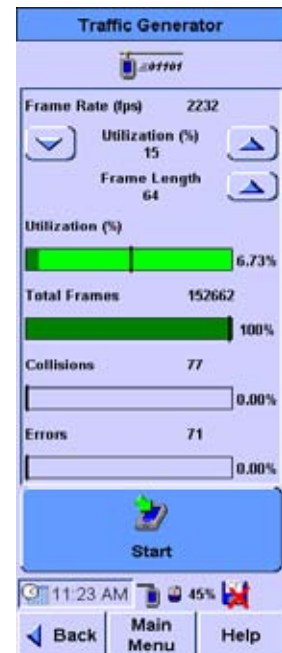 Traffic Generator
01101
Frame Rate (fps) 2232
Utilization (%)
15
Frame Length
64
Utilization (%)
6.73%
Total Frames 152662
100%
Collisions 77
0.00%
Errors 71
0.00%
Start
11:23 AM 45%
Back Main Menu Help